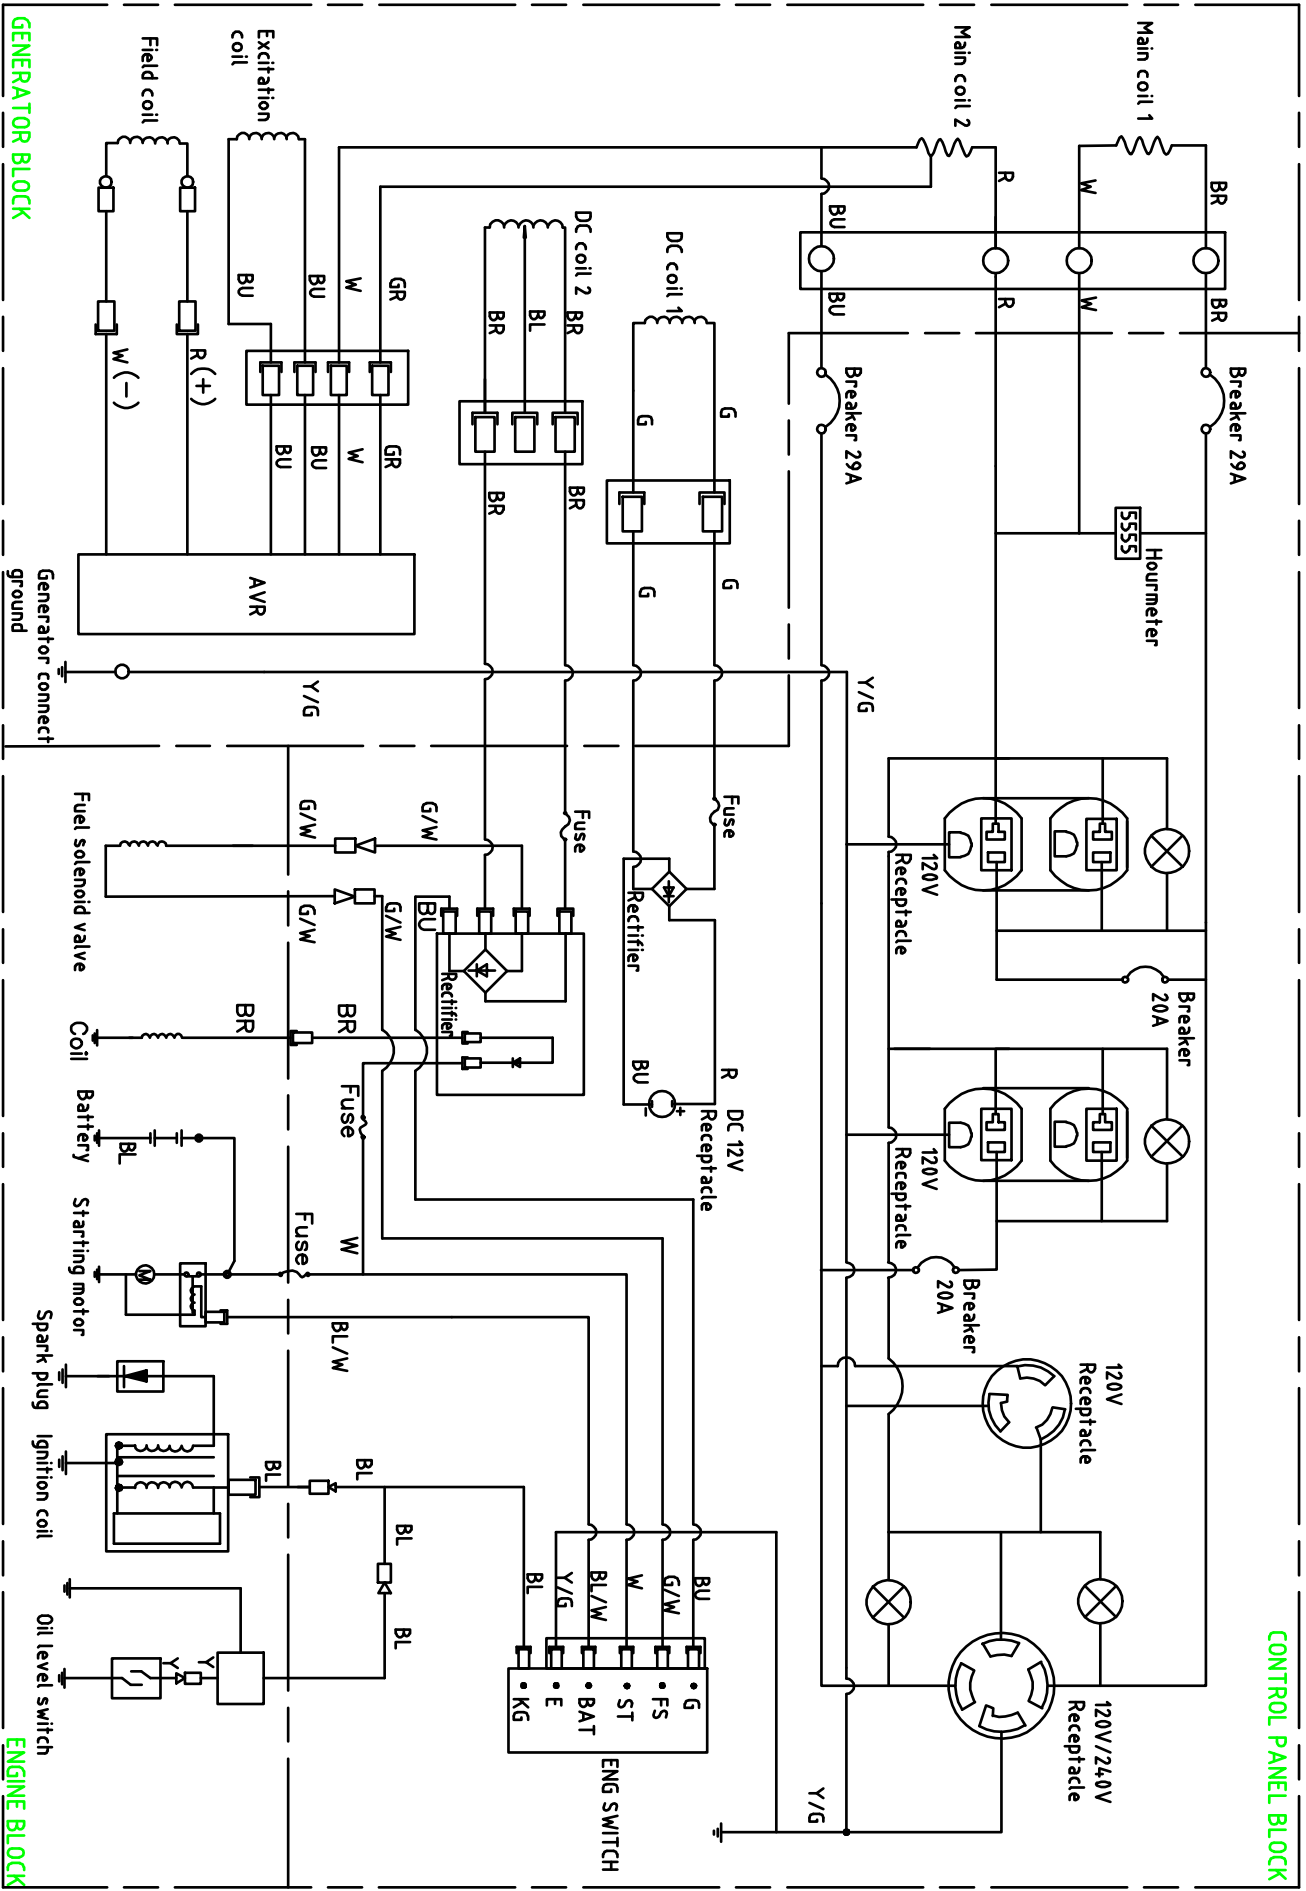 GENERATOR BLOCK
Field coil
Excitation
coil
Main coil 2
Main coil 1
R
W
BR
BU
BU
R
W
BR
DC coil 2
DC coil 1
BU
BU
W
GR
BR
BL
BR
W (-)
R (+)
BU
BU
W
GR
BR
BR
G
G
G
G
Breaker 29A
Breaker 29A
5555
Hourmeter
AVR
Generator connect
ground
Y/G
Y/G
Fuel solenoid valve
G/W
G/W
G/W
G/W
BU
Fuse
Fuse
Rectifier
Rectifier
120V
Receptacle
Breaker
20A
Coil
BR
BR
BU
R
DC 12V
Receptacle
-
+
120V
Receptacle
Battery
BL
Fuse
Starting motor
M
Fuse
W
BL/W
Breaker
20A
120V
Receptacle
Spark plug
Ignition coil
BL
BL
BL
BL
Oil level switch
BL
Y/G
BL/W
W
G/W
BU
KG
E
BAT
ST
FS
G
ENG SWITCH
120V/240V
Receptacle
Y/G
ENGINE BLOCK
CONTROL PANEL BLOCK